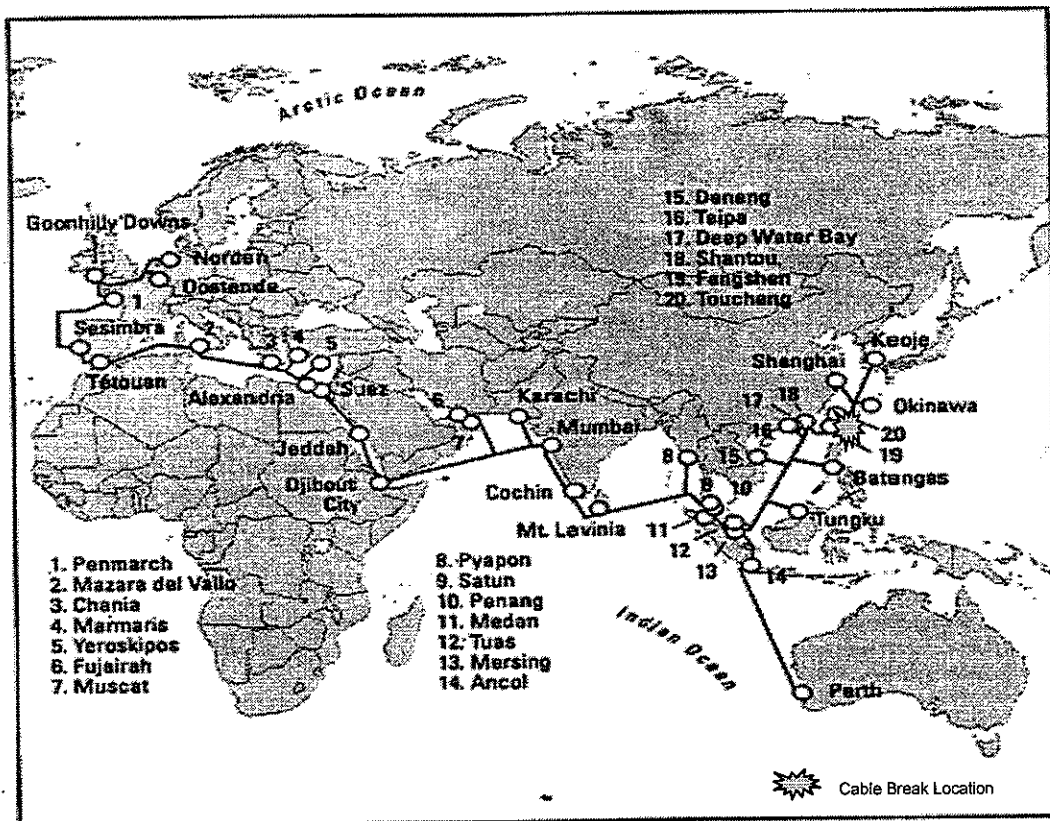 Arctic Ocean
15. Danang
16. Taipa
17. Deep Water Bay
18. Shantou
19. Fangshan
20. Toucheng
Goonhilly Downs
Norden
Oostende
1
Sesimbra
2
3
4
5
Tétouan
Alexandria
Suez
Keoje
Shanghai
Okinawa
17
18
16
20
19
15
Batangas
6
7
Karachi
Mumbai
Jeddah
Djibouti
City
Cochin
Mt. Lavinia
8
9
10
11
12
13
14
Tungku
1. Penmarch
2. Mazara del Vallo
3. Chania
4. Marmaris
5. Yeroskipos
6. Fujairah
7. Muscat
8. Pyapon
9. Satun
10. Penang
11. Medan
12. Tuas
13. Mersing
14. Ancol
Indian Ocean
Perth
Cable Break Location